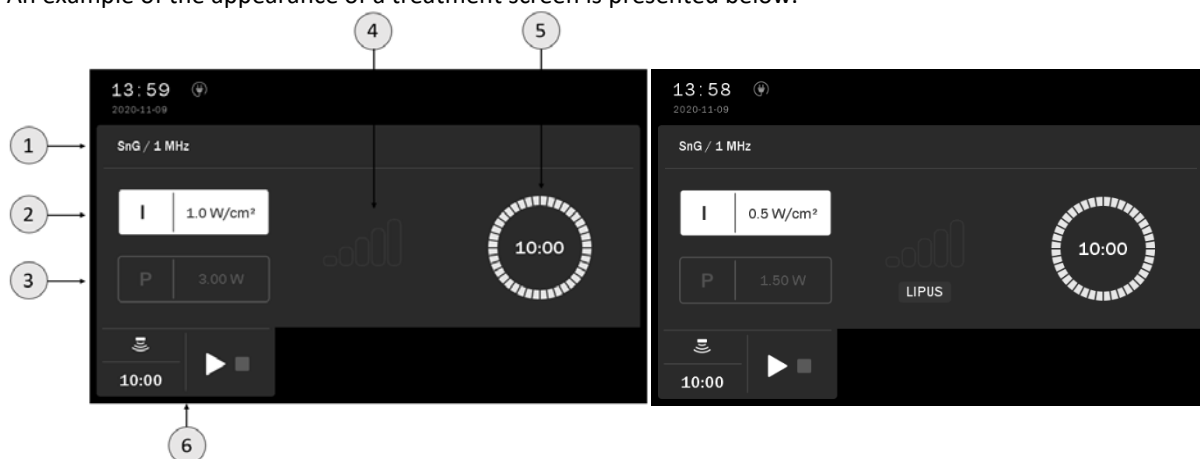 An example of the appearance of a treatment screen is presented below:
4
5
13:59
2020-11-09
1
SnG / 1 MHz
2
I
1.0 W/cm²
3
P
3.00 W
10:00
10:00
6
13:58
2020-11-09
SnG / 1 MHz
I
0.5 W/cm²
P
1.50 W
LIPUS
10:00
10:00